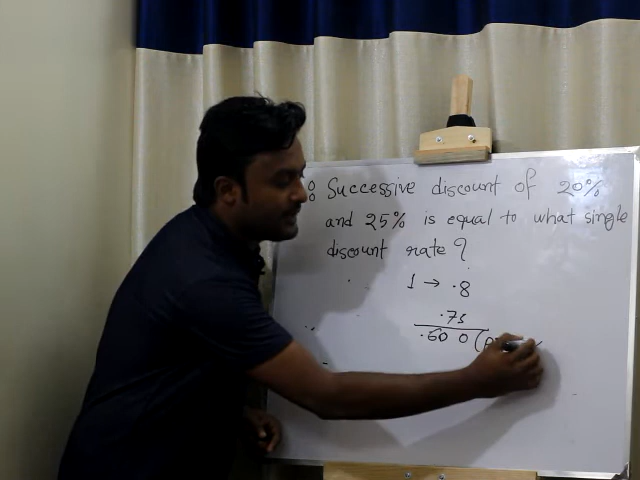 : Successive discount of 20%
and 25% is equal to what single
discount rate ?
1 → .8
.75
.60 0 (